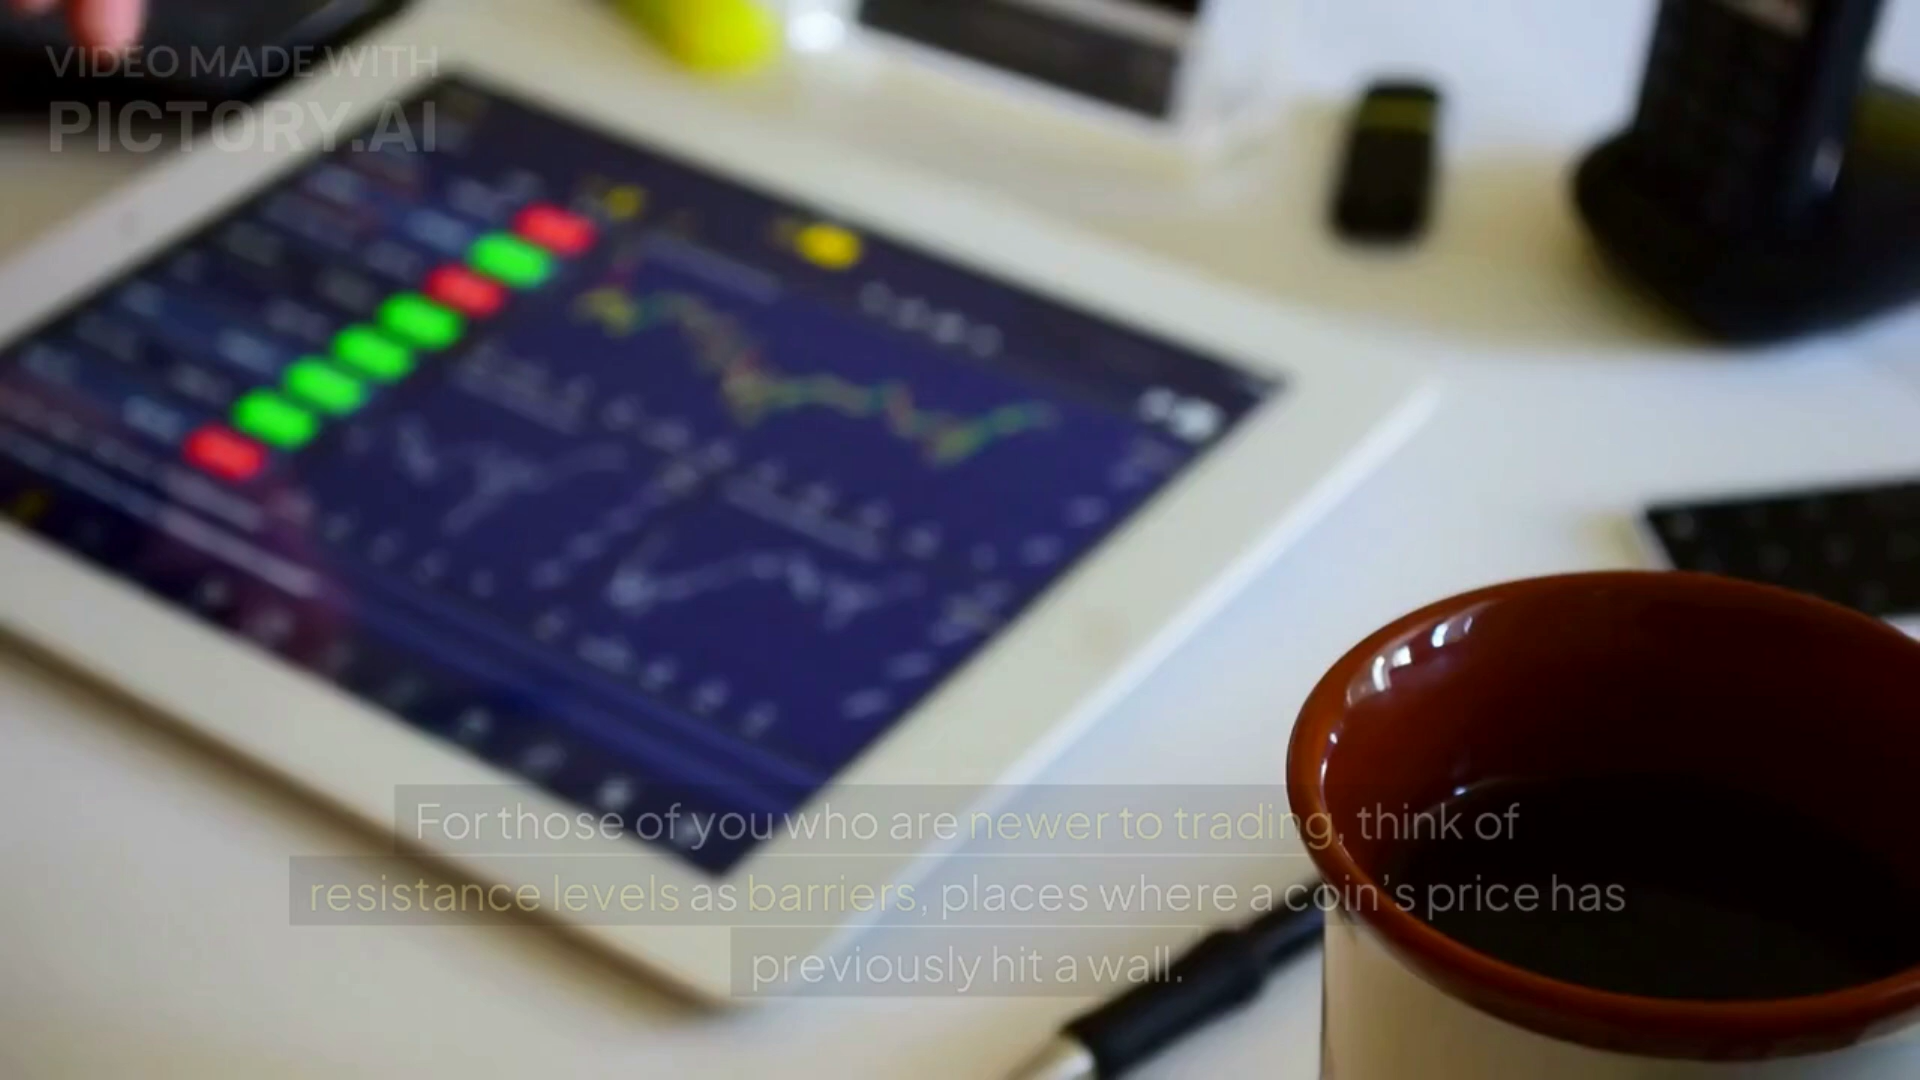 VIDEO MADE WITH
PICTORY.AI
For those of you who are newer to trading, think of
resistance levels as barriers, places where a coin's price has
previously hit a wall.